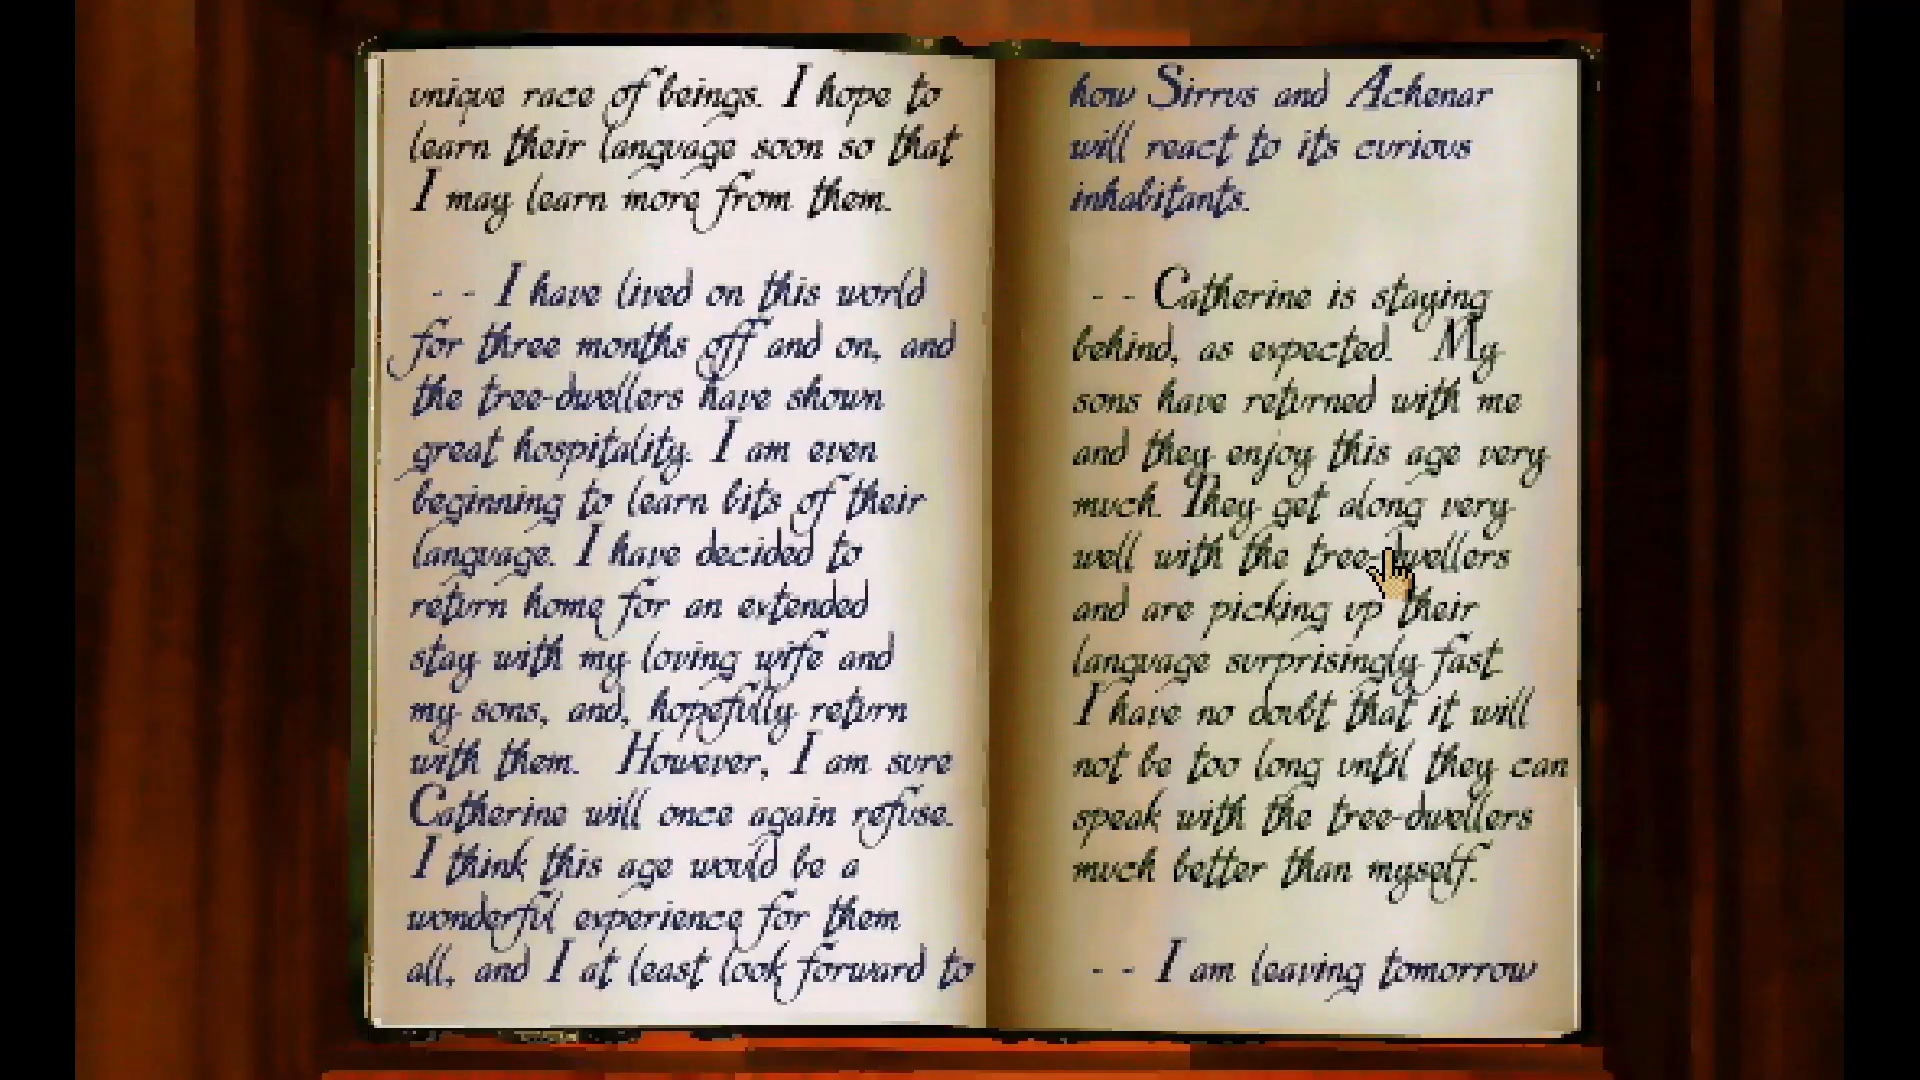 unique race of beings. I hope to
learn their language soon so that
I may learn more from them.
- - I have lived on this world
for three months off and on, and
the tree-dwellers have shown
great hospitality. I am even
beginning to learn bits of their
language. I have decided to
return home for an extended
stay with my loving wife and
my sons, and, hopefully return
with them. However, I am sure
Catherine will once again refuse.
I think this age would be a
wonderful experience for them
all, and I at least look forward to
how Sirrus and Achenar
will react to its curious
inhabitants.
- - Catherine is staying
behind, as expected. My
sons have returned with me
and they enjoy this age very
much. They get along very
well with the tree-dwellers
and are picking up their
language surprisingly fast.
I have no doubt that it will
not be too long until they can
speak with the tree-dwellers
much better than myself.
- - I am leaving tomorrow